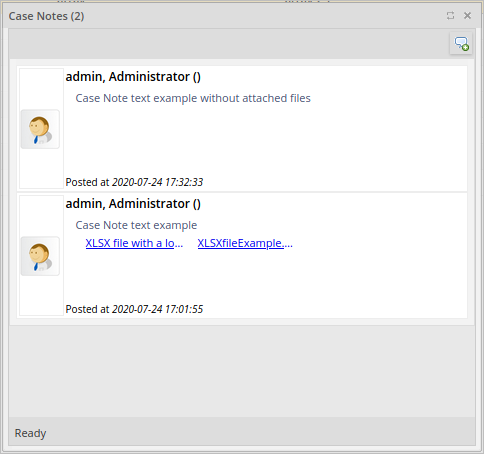 Case Notes (2)
admin, Administrator ()
Case Note text example without attached files
Posted at 2020-07-24 17:32:33
admin, Administrator ()
Case Note text example
XLSX file with a lo... XLSXfileExample....
Posted at 2020-07-24 17:01:55
Ready